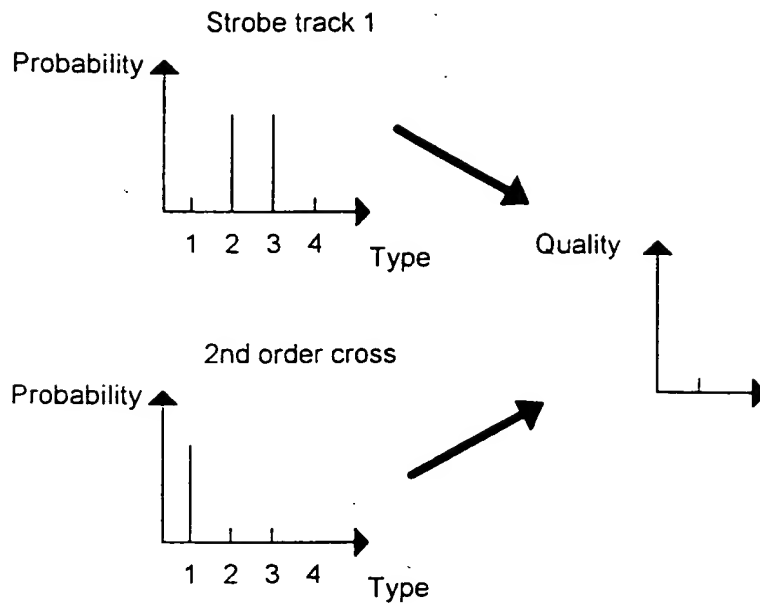 Strobe track 1
Probability
1 2 3 4
Type
Quality
2nd order cross
Probability
1 2 3 4
Type